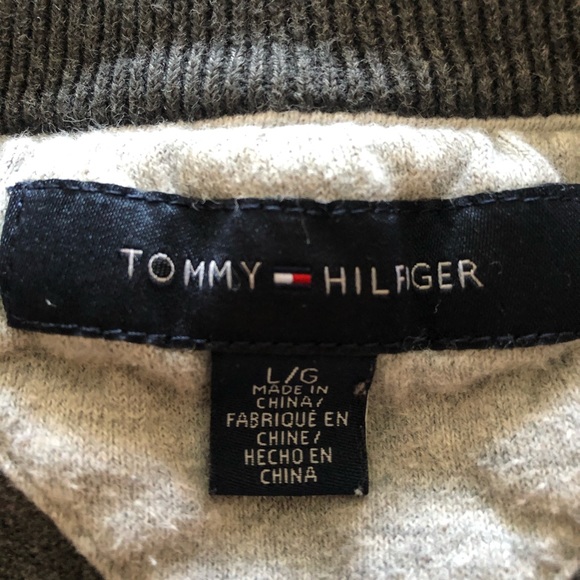 TOMMY HILFIGER
L/G
MADE IN
CHINA/
FABRIQUÉ EN
CHINE/
HECHO EN
CHINA